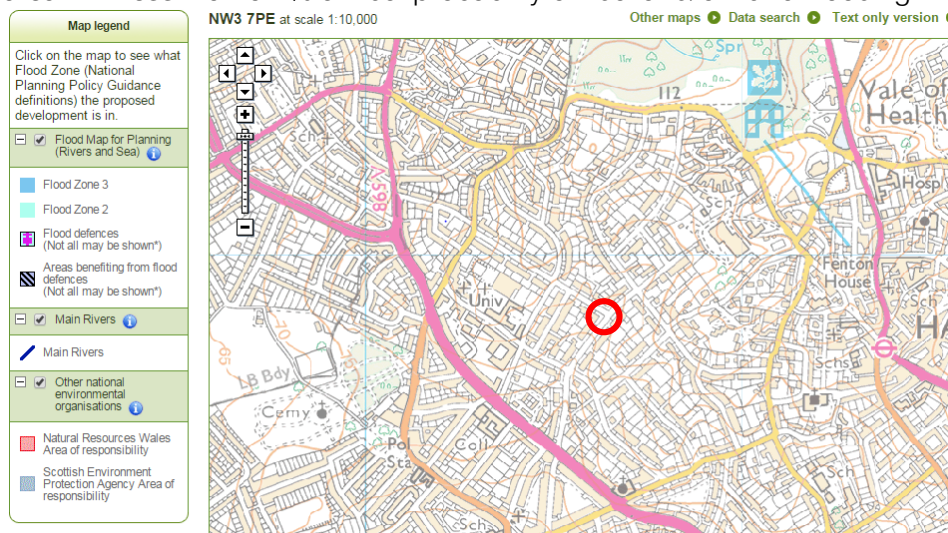 NW3 7PE at scale 1:10,000
Other maps Data search Text only version
Map legend
Click on the map to see what
Flood Zone (National
Planning Policy Guidance
definitions) the proposed
development is in.
Flood Map for Planning
(Rivers and Sea)
Flood Zone 3
Flood Zone 2
Flood defences
(Not all may be shown*)
Areas benefiting from flood
defences
(Not all may be shown*)
Main Rivers
Main Rivers
Other national
environmental
organisations
Natural Resources Wales
Area of responsibility
Scottish Environment
Protection Agency Area of
responsibility
Spr
112
Vale of
Health
Sch
A598
Sch
Hospl
Fenton
House
Univ
Sch
70
65
LB Bdy
Schs
Cemy
Pol
Sta
Coll
Sch
Sch